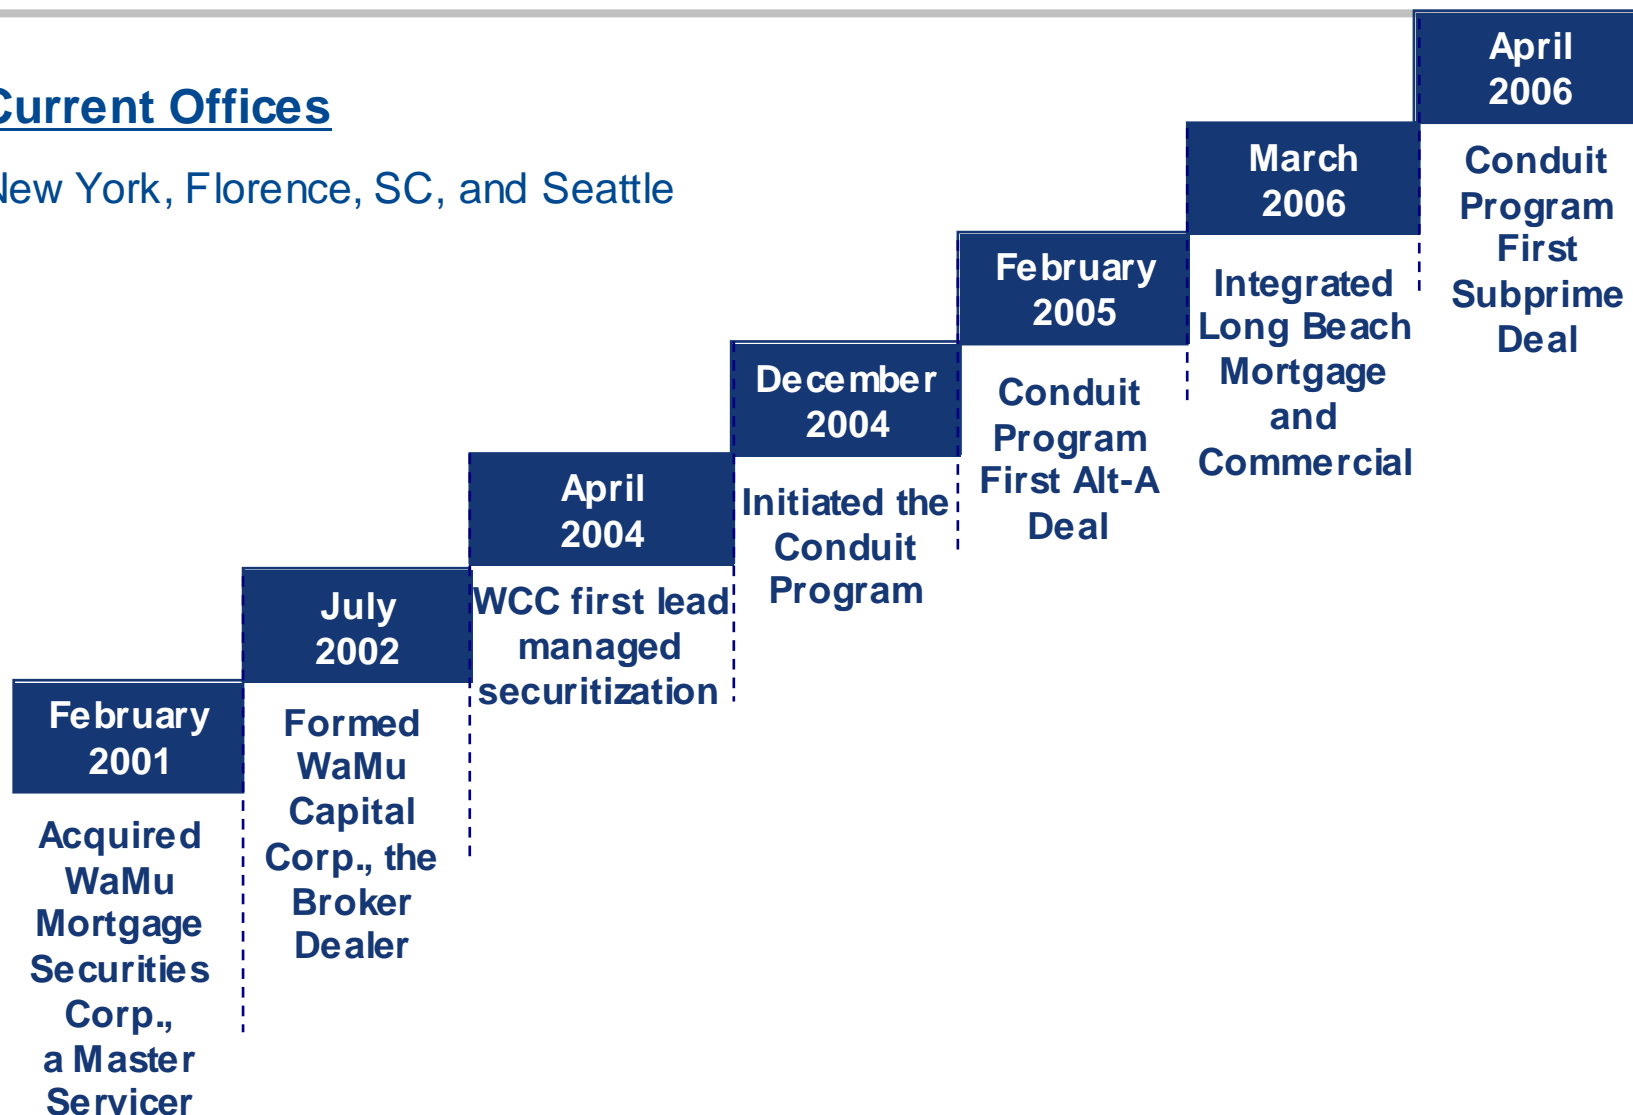 Current Offices
New York, Florence, SC, and Seattle
February
2001
Acquired
WaMu
Mortgage
Securities
Corp.,
a Master
Servicer
July
2002
Formed
WaMu
Capital
Corp., the
Broker
Dealer
April
2004
WCC first lead
managed
securitization
December
2004
Initiated the
Conduit
Program
February
2005
Conduit
Program
First Alt-A
Deal
March
2006
Integrated
Long Beach
Mortgage
and
Commercial
April
2006
Conduit
Program
First
Subprime
Deal